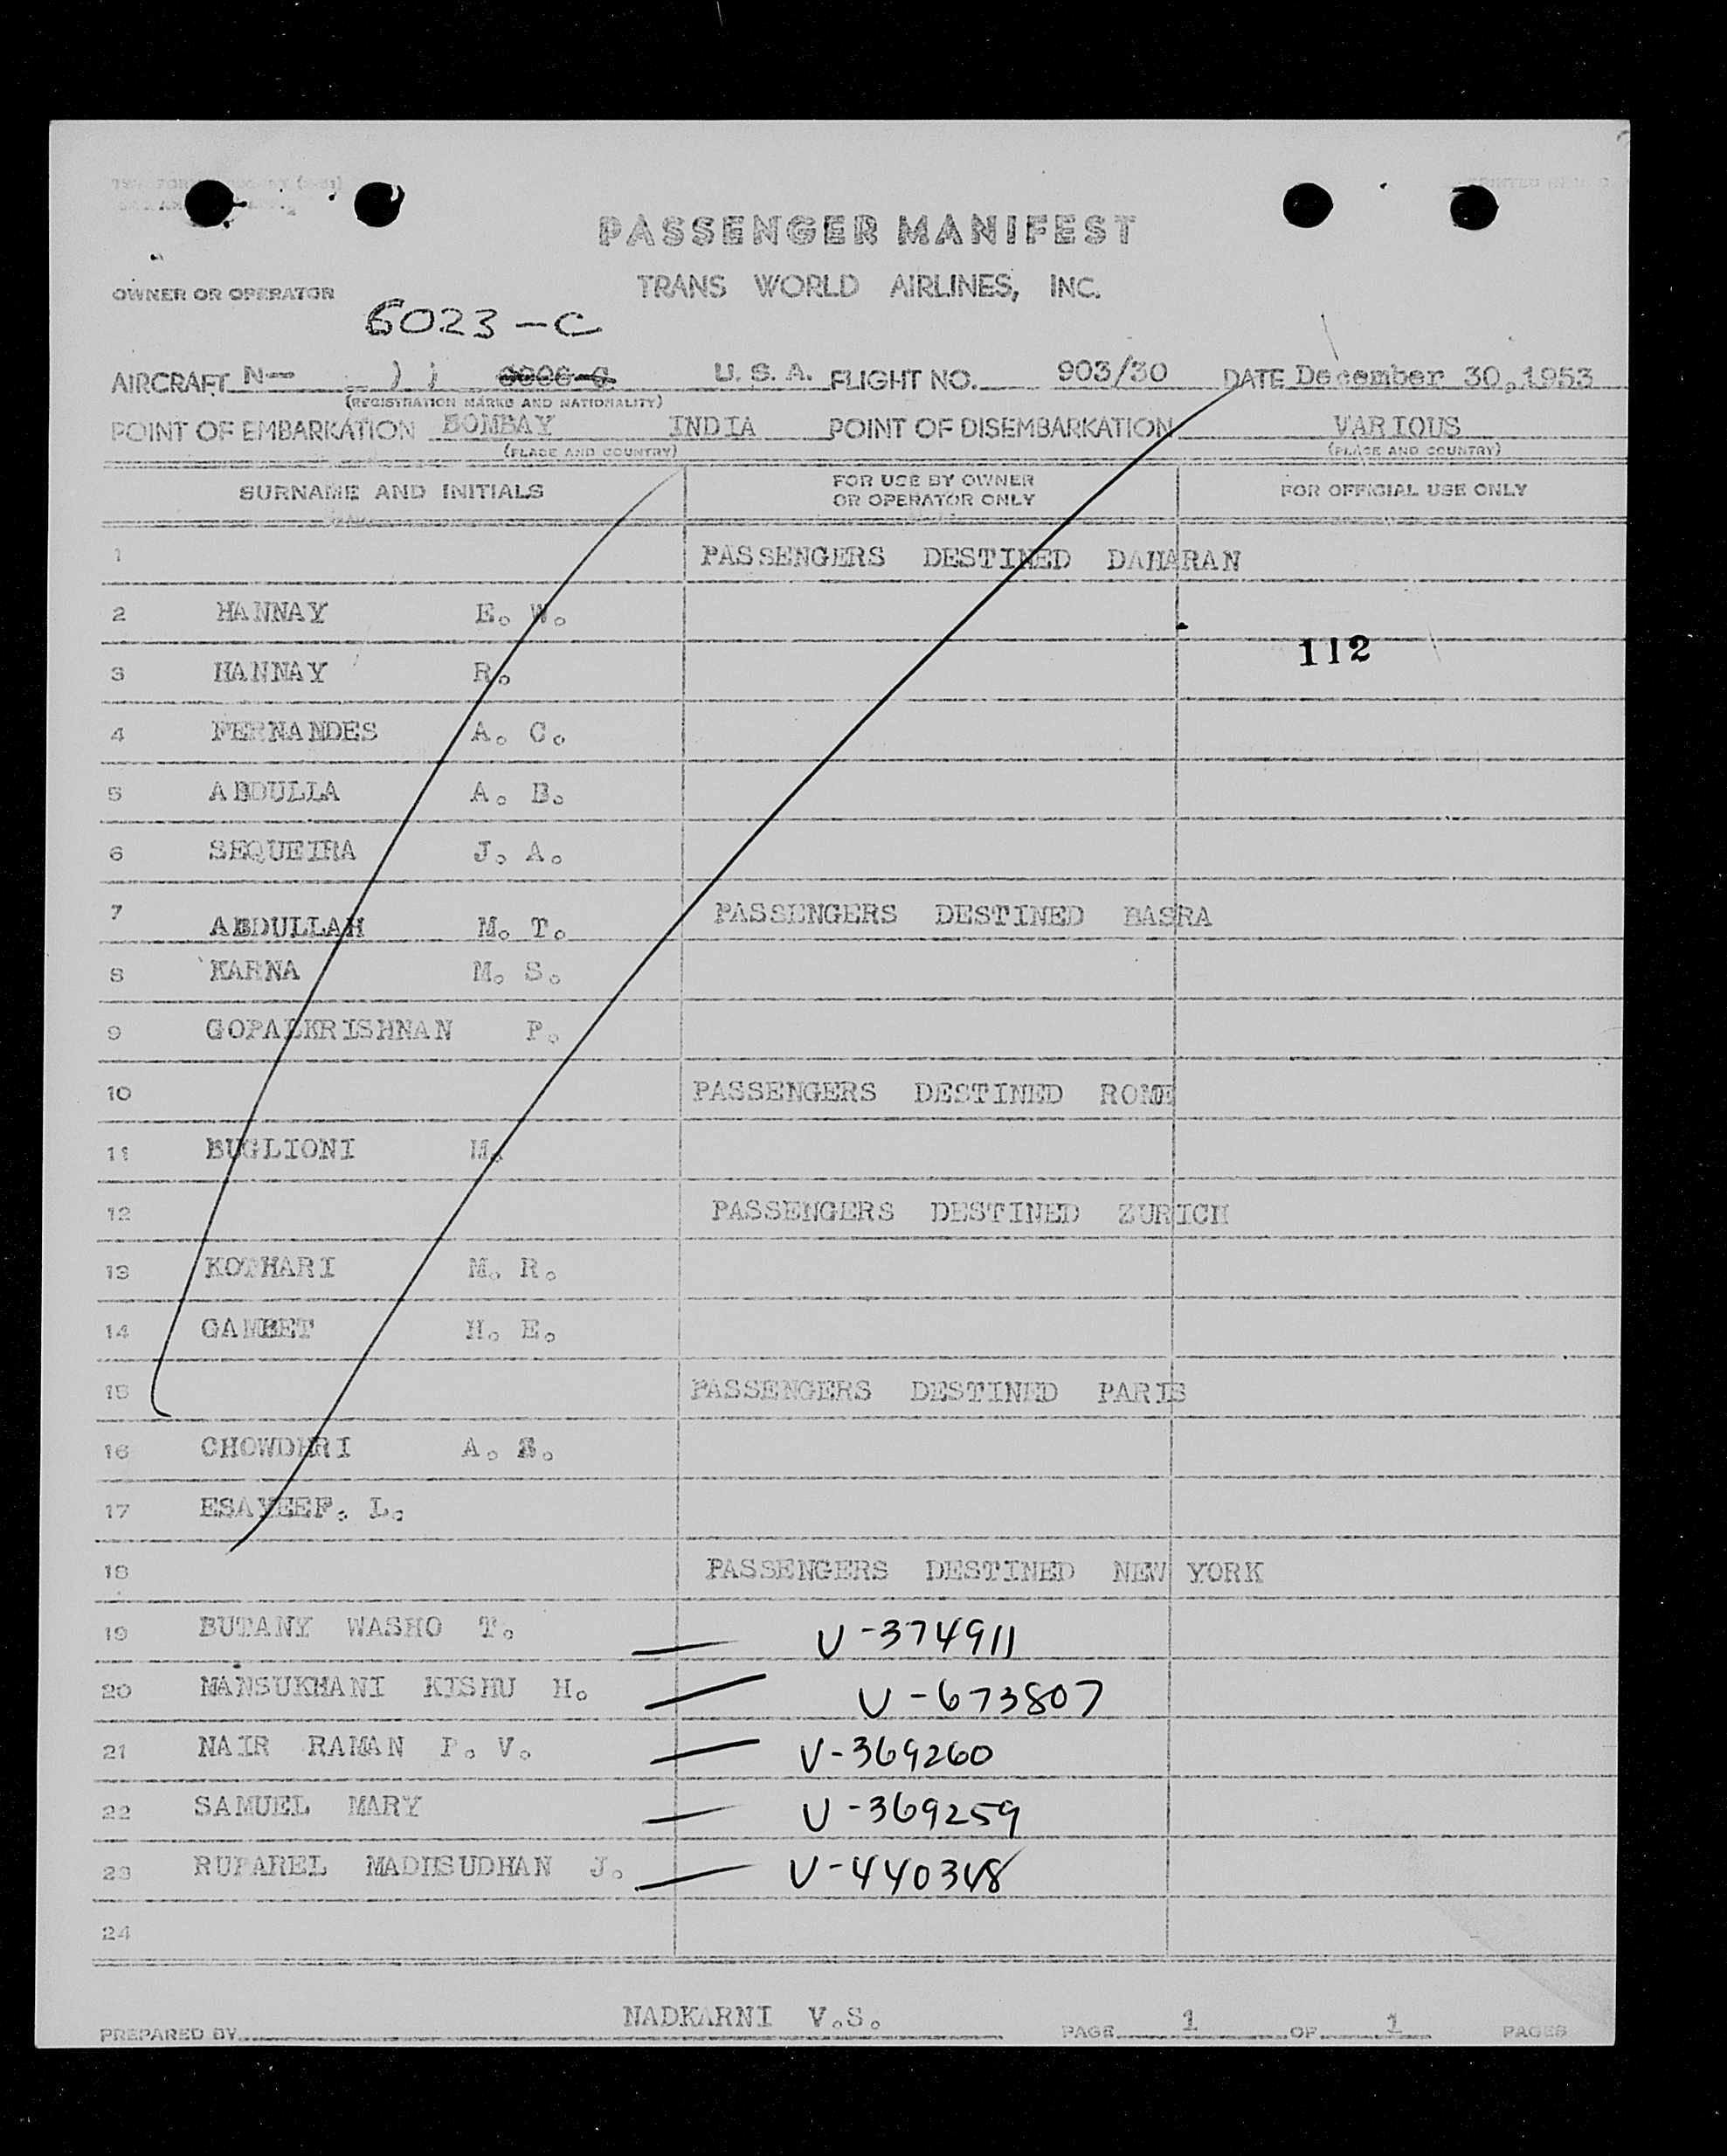 PASSENGER MANIFEST
OWNER OR OPERATOR TRANS WORLD AIRLINES, INC.
6023-C
AIRCRAFT N- U. S. A. FLIGHT NO. 903/30 DATE December 30, 1953
(REGISTRATION MARKS AND NATIONALITY)
POINT OF EMBARKATION BOMBAY INDIA POINT OF DISEMBARKATION VARIOUS
(PLACE AND COUNTRY) (PLACE AND COUNTRY)
SURNAME AND INITIALS FOR USE BY OWNER OR OPERATOR ONLY FOR OFFICIAL USE ONLY
1 PASSENGERS DESTINED DAHARAN
2 HANNAY E. W.
112
3 HANNAY R.
4 FERNANDES A. C.
5 ABDULLA A. B.
6 SEQUEIRA J. A.
7 ABDULLAH M. T. PASSENGERS DESTINED BASRA
8 KARNA M. S.
9 GOPALKRISHNAN P.
10 PASSENGERS DESTINED ROME
11 BUGLIONI M.
12 PASSENGERS DESTINED ZURICH
13 KOTHARI M. R.
14 GAMBET H. E.
15 PASSENGERS DESTINED PARIS
16 CHOWDHRI A.
17 ESAYEEF. L.
18 PASSENGERS DESTINED NEW YORK
19 BUTANY WASHO T. — V-374911
20 MANSUKHANI KISHU H. — V-673807
21 NAIR RAMAN P. V. — V-369260
22 SAMUEL MARY — V-369259
23 RUPAREL MADHSUDHAN J. — V-440348
24
PREPARED BY NADKARNI V.S. PAGE 1 OF 1 PAGES